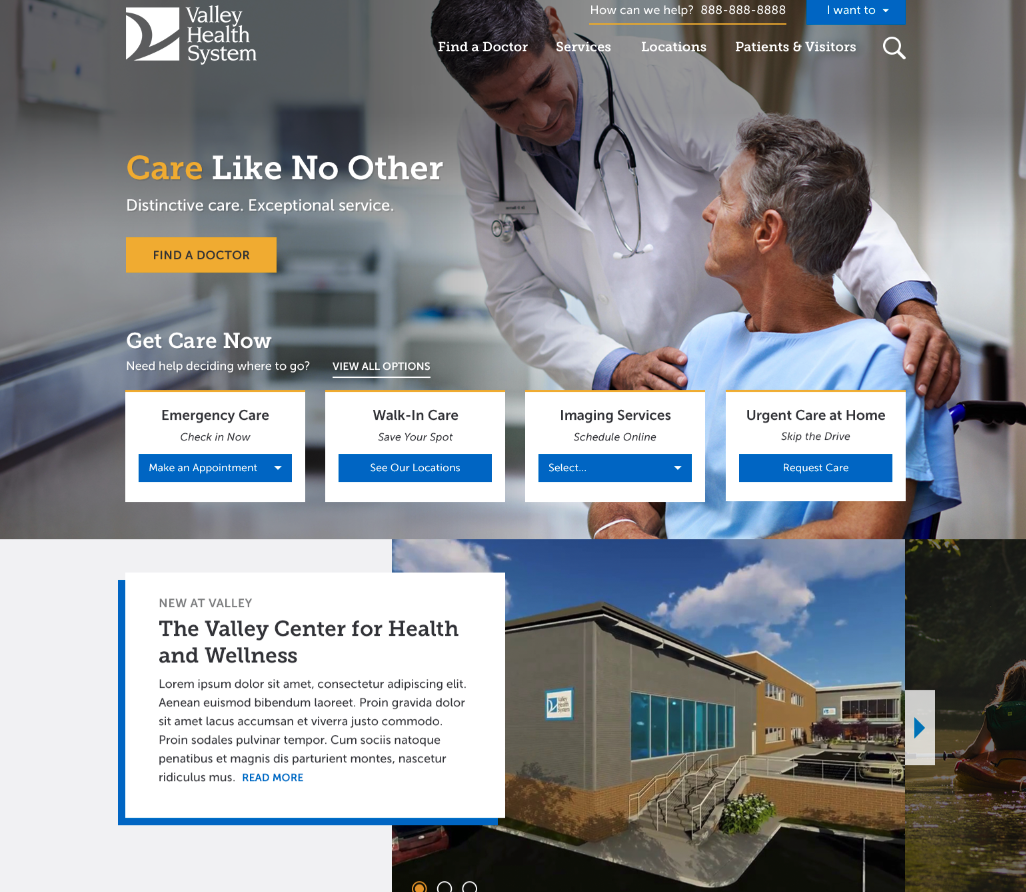 Valley
Health
System
How can we help? 888-888-8888
I want to
Find a Doctor
Services
Locations
Patients & Visitors
Care Like No Other
Distinctive care. Exceptional service.
FIND A DOCTOR
Get Care Now
Need help deciding where to go?
VIEW ALL OPTIONS
Emergency Care
Check in Now
Make an Appointment
Walk-In Care
Save Your Spot
See Our Locations
Imaging Services
Schedule Online
Select...
Urgent Care at Home
Skip the Drive
Request Care
NEW AT VALLEY
The Valley Center for Health
and Wellness
Lorem ipsum dolor sit amet, consectetur adipiscing elit.
Aenean euismod bibendum laoreet. Proin gravida dolor
sit amet lacus accumsan et viverra justo commodo.
Proin sodales pulvinar tempor. Cum sociis natoque
penatibus et magnis dis parturient montes, nascetur
ridiculus mus. READ MORE
Valley
Health
System